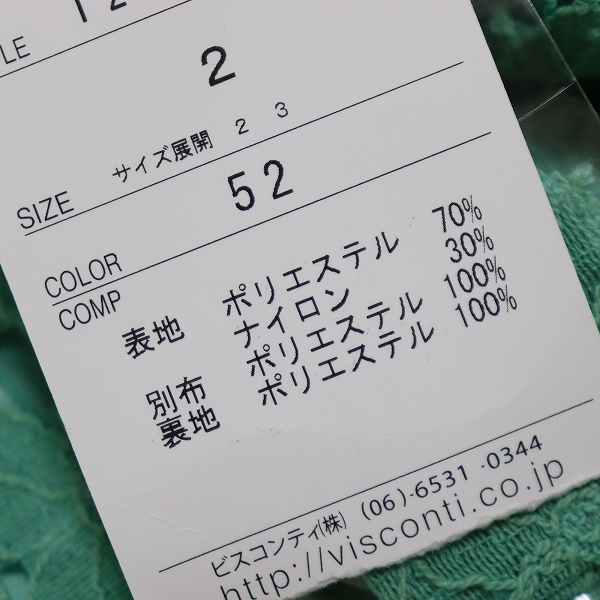 LE
2
SIZE サイズ展開 2 3
52
COLOR
COMP
表地 ポリエステル 70%
ナイロン 30%
別布 ポリエステル 100%
裏地 ポリエステル 100%
ビスコンティ(株) (06)-6531-0344
http://visconti.co.jp